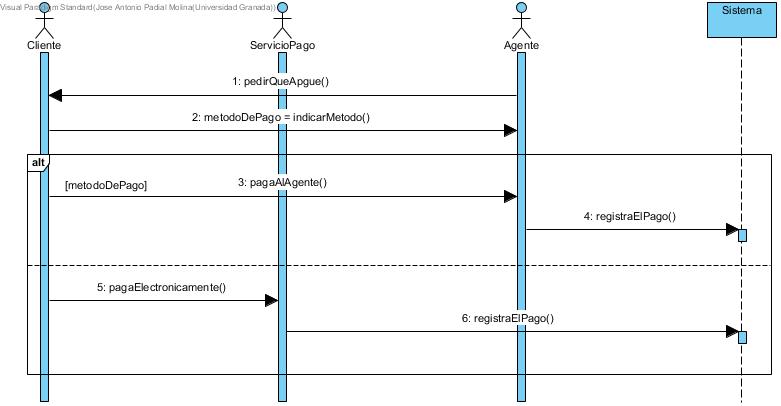 Visual Paradigm Standard(Jose Antonio Padial Molina(Universidad Granada))
Sistema
Cliente
ServicioPago
Agente
1: pedirQueApgue()
2: metodoDePago = indicarMetodo()
alt
[metodoDePago]
3: pagaAlAgente()
4: registraElPago()
5: pagaElectronicamente()
6: registraElPago()